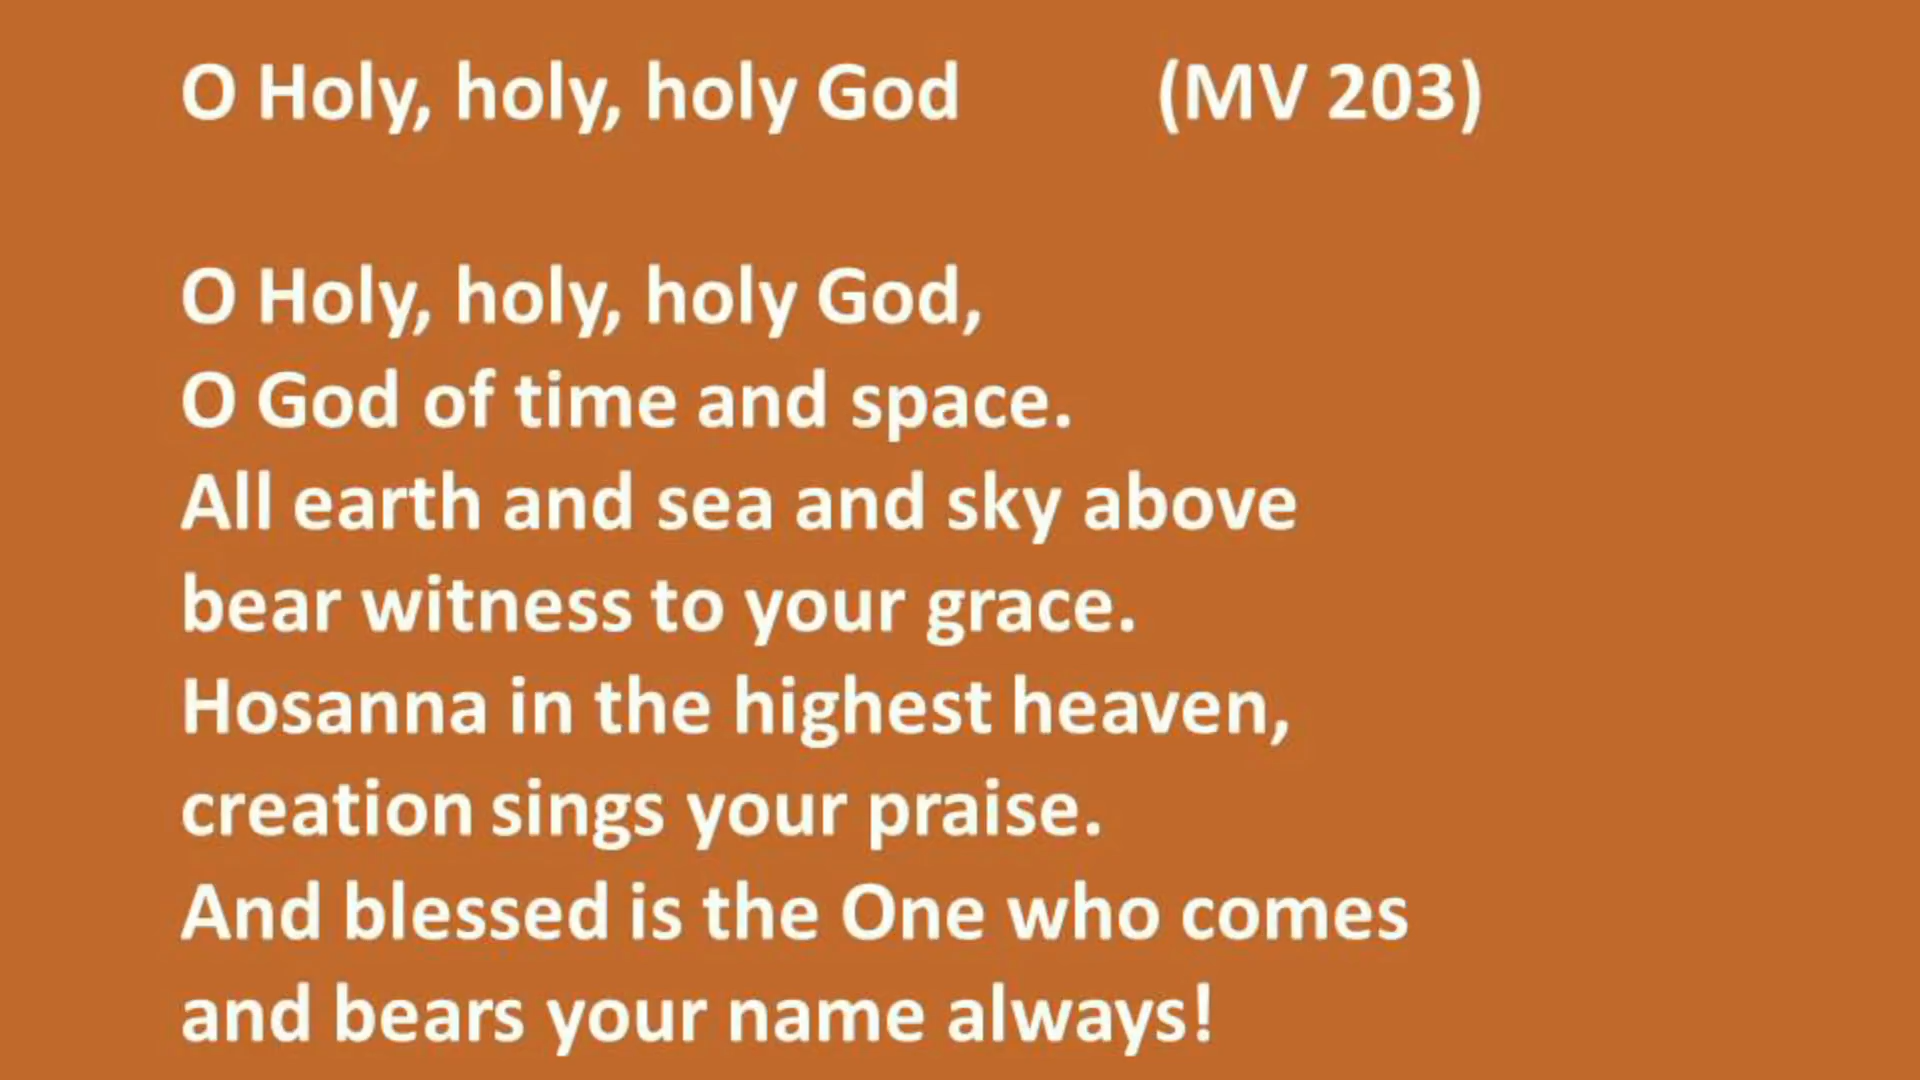 O Holy, holy, holy God (MV 203)
O Holy, holy, holy God,
O God of time and space.
All earth and sea and sky above
bear witness to your grace.
Hosanna in the highest heaven,
creation sings your praise.
And blessed is the One who comes
and bears your name always!